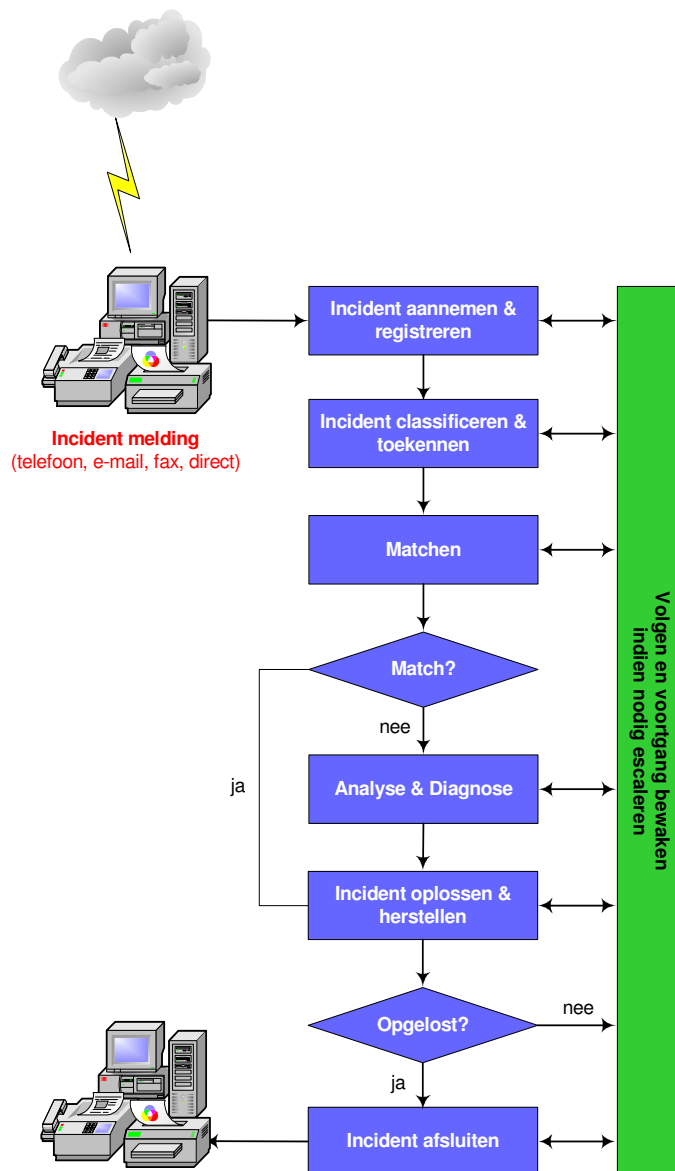 Incident aannemen &
registreren
Incident melding
(telefoon, e-mail, fax, direct)
Incident classificeren &
toekennen
Matchen
Match?
nee
ja
Analyse & Diagnose
Incident oplossen &
herstellen
Opgelost?
nee
ja
Incident afsluiten
Volgen en voortgang bewaken
indien nodig escaleren